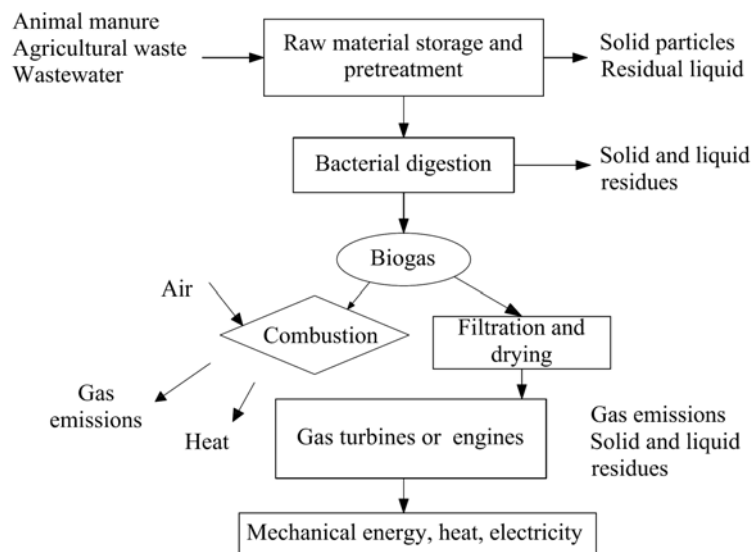 Animal manure
Agricultural waste
Wastewater
Raw material storage and
pretreatment
Solid particles
Residual liquid
Bacterial digestion
Solid and liquid
residues
Biogas
Air
Combustion
Filtration and
drying
Gas
emissions
Heat
Gas turbines or engines
Gas emissions
Solid and liquid
residues
Mechanical energy, heat, electricity